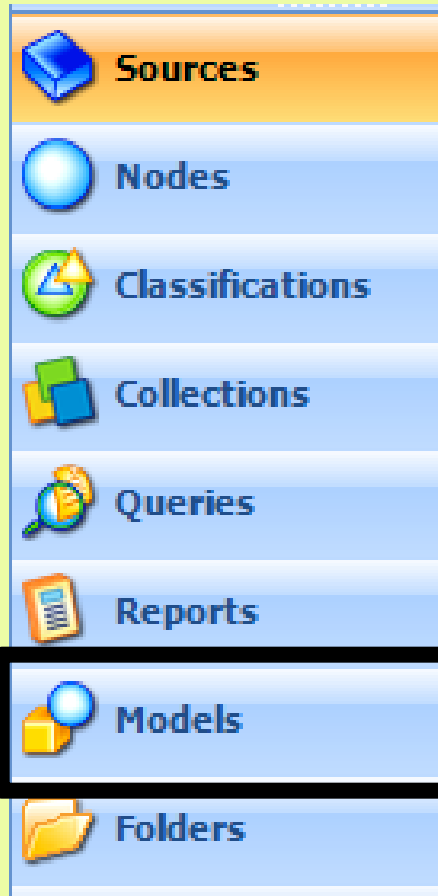 Sources
Nodes
Classifications
Collections
Queries
Reports
Models
Folders